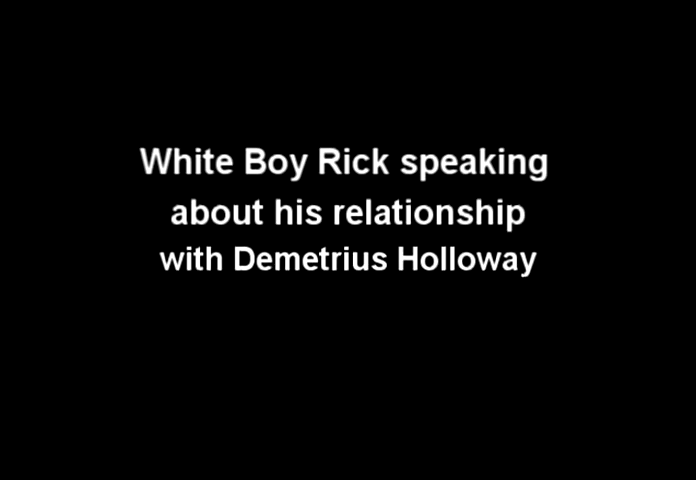 White Boy Rick speaking
about his relationship
with Demetrius Holloway